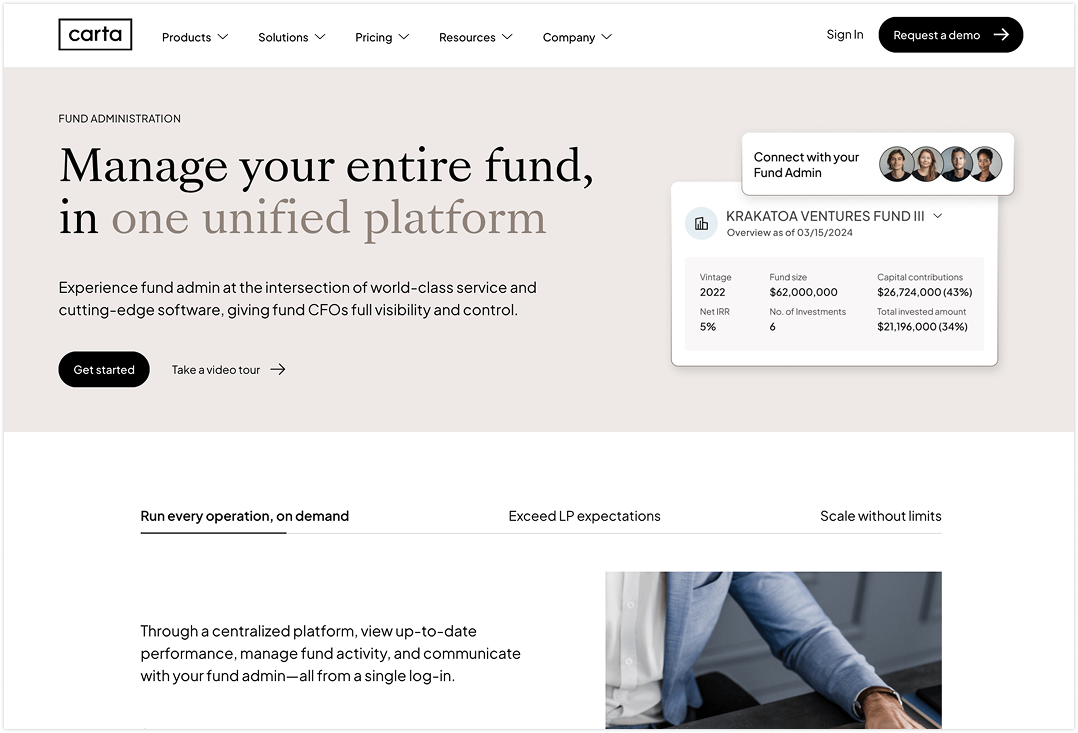 carta
Products
Solutions
Pricing
Resources
Company
Sign In
Request a demo
FUND ADMINISTRATION
Manage your entire fund,
in one unified platform
Experience fund admin at the intersection of world-class service and
cutting-edge software, giving fund CFOs full visibility and control.
Get started
Take a video tour
Connect with your
Fund Admin
KRAKATOA VENTURES FUND III
Overview as of 03/15/2024
Vintage
2022
Fund size
$62,000,000
Capital contributions
$26,724,000 (43%)
Net IRR
5%
No. of Investments
6
Total invested amount
$21,196,000 (34%)
Run every operation, on demand
Exceed LP expectations
Scale without limits
Through a centralized platform, view up-to-date
performance, manage fund activity, and communicate
with your fund admin—all from a single log-in.